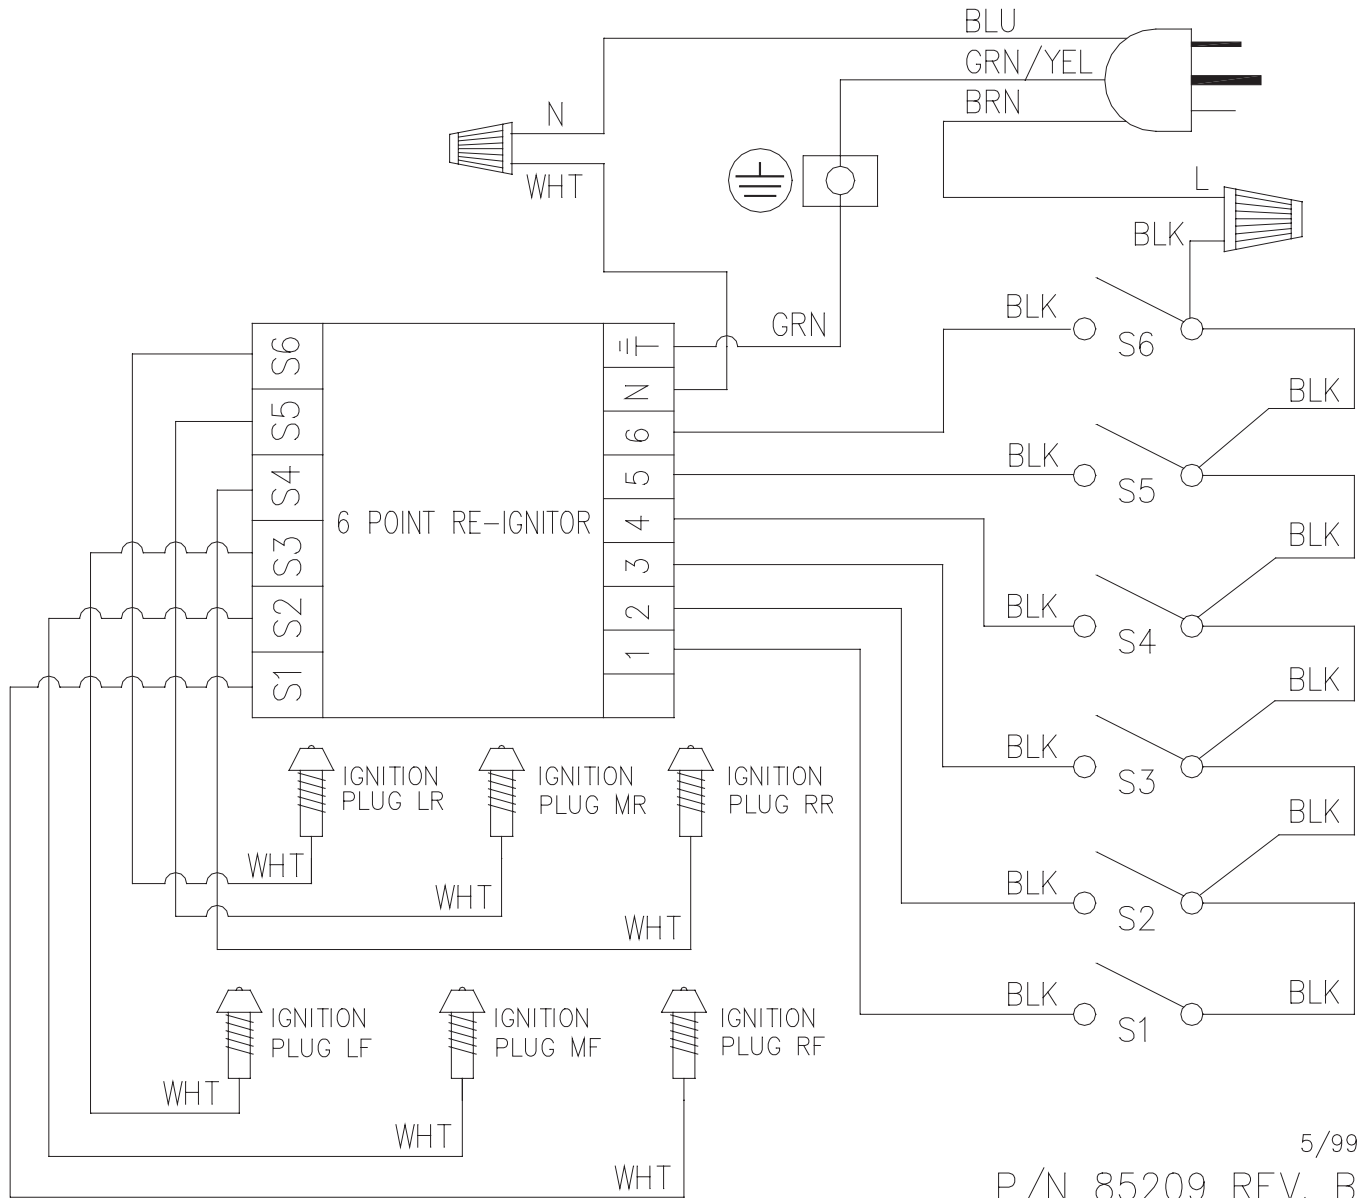 BLU
GRN/YEL
BRN
N
WHT
L
BLK
GRN
BLK
S6
BLK
BLK
S5
BLK
BLK
S4
BLK
BLK
S3
BLK
BLK
S2
BLK
BLK
S1
S6
S5
S4
S3
S2
S1
6 POINT RE-IGNITOR
N
6
5
4
3
2
1
IGNITION
PLUG LR
IGNITION
PLUG MR
IGNITION
PLUG RR
WHT
WHT
WHT
IGNITION
PLUG LF
IGNITION
PLUG MF
IGNITION
PLUG RF
WHT
WHT
WHT
5/99
P/N 85209 REV. B